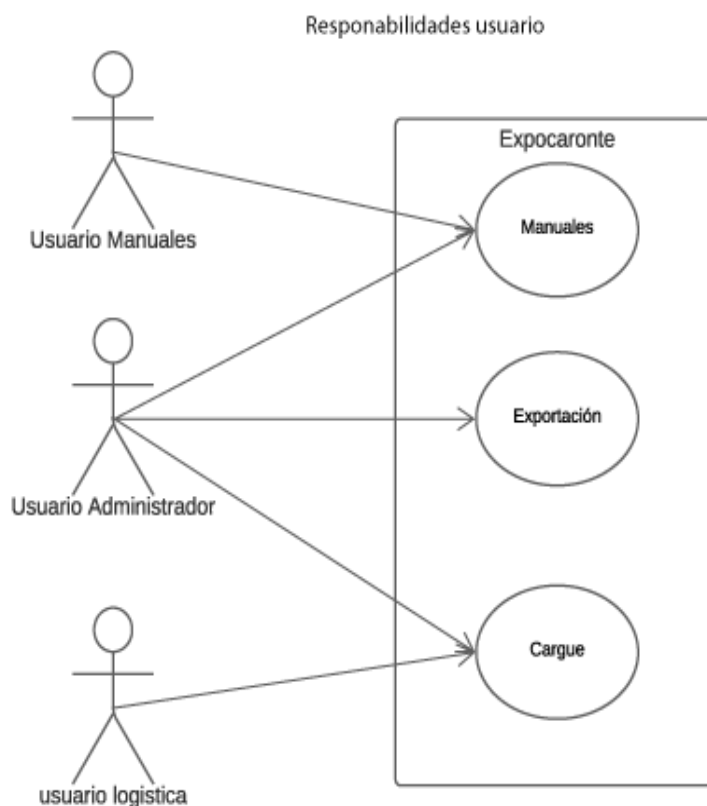 Responabilidades usuario
Expocaronte
Manuales
Usuario Manuales
Exportación
Usuario Administrador
Cargue
usuario logistica